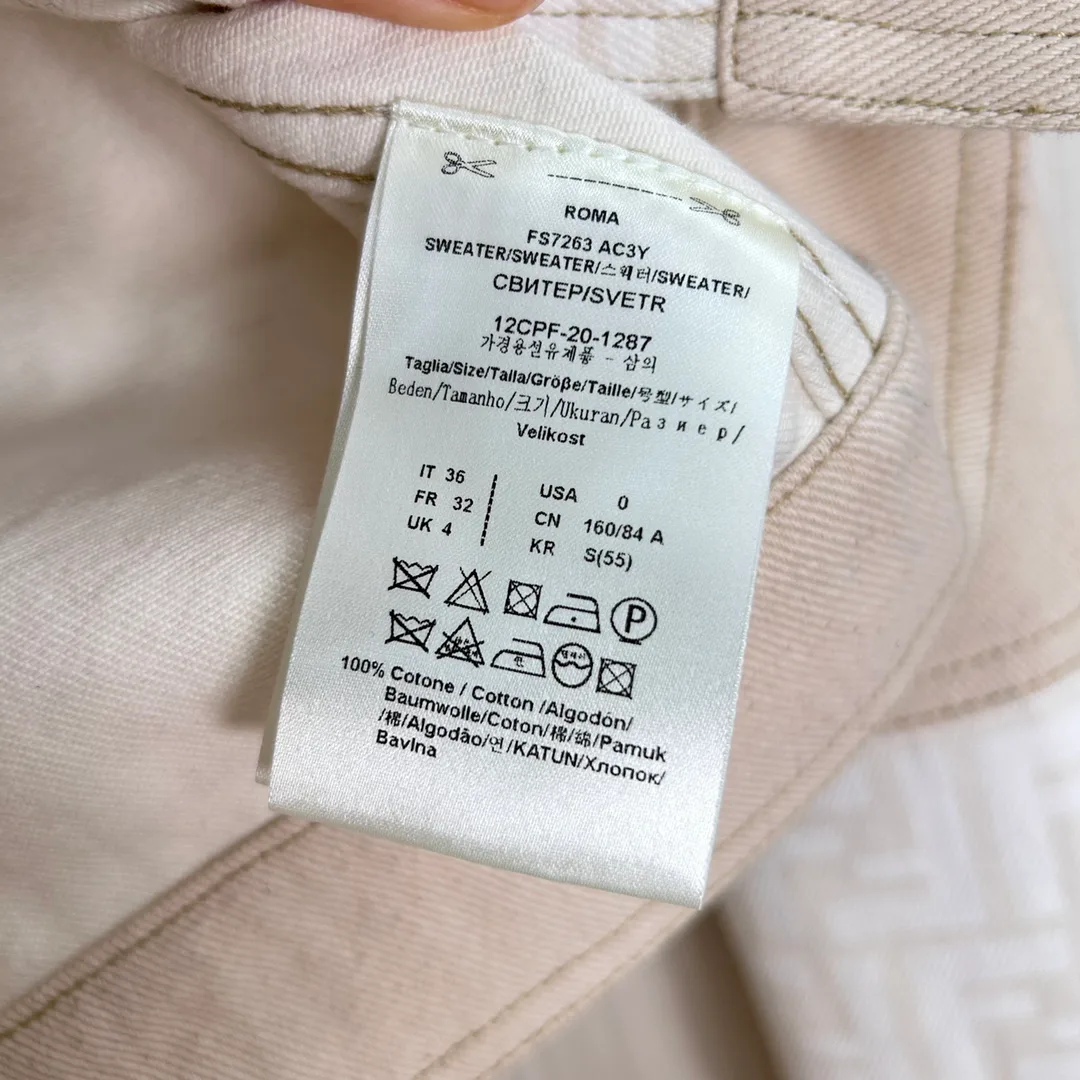 ROMA
FS7263 AC3Y
SWEATER/SWEATER/스웨터/SWEATER/
СВИТЕР/SVETR
12CPF-20-1287
가경용섬유제품 - 삼의
Taglia/Size/Talla/Größe/Taille/号型/サイズ/
Beden/Tamanho/크기/Ukuran/Размер/
Velikost
IT 36
FR 32
UK 4
USA 0
CN 160/84 A
KR S(55)
P
100% Cotone / Cotton /Algodón/
Baumwolle/Coton/棉/綿/Pamuk
/棉/Algodão/면/KATUN/Хлопок/
Bavlna